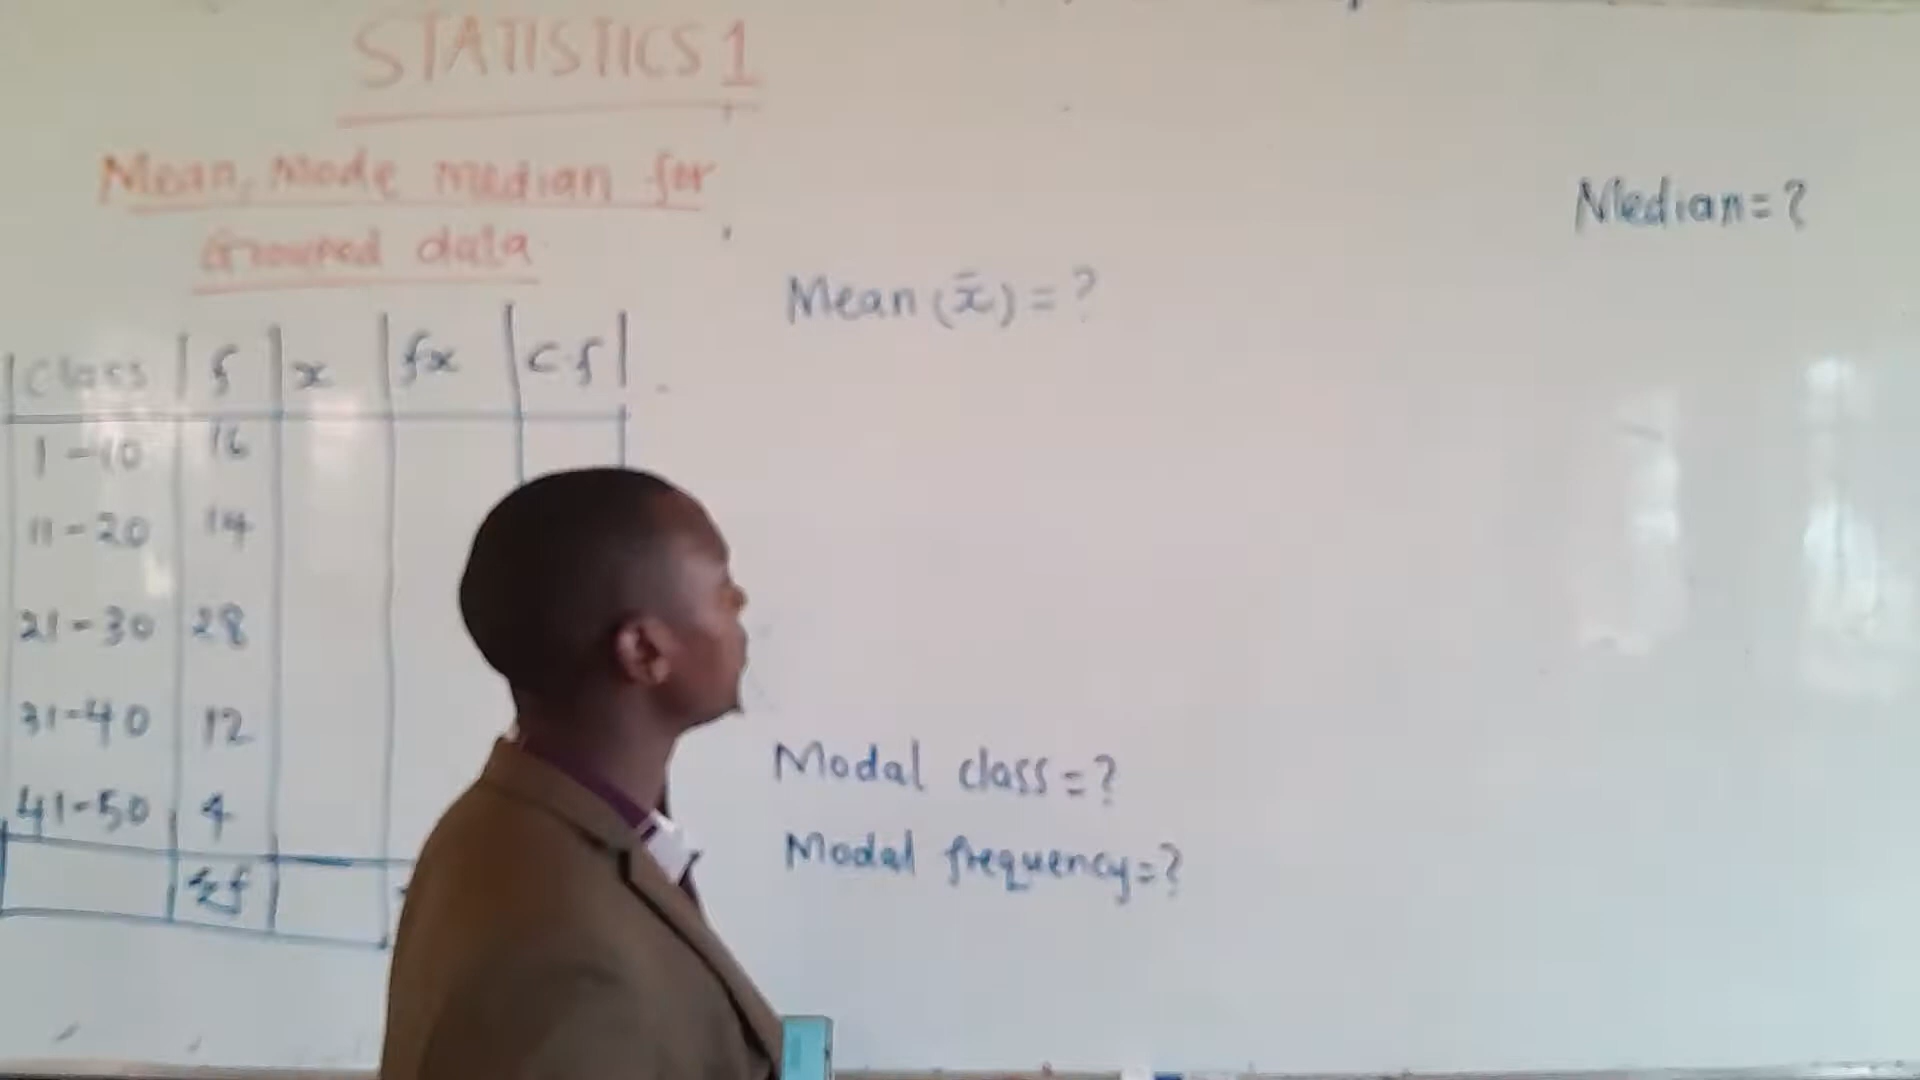 STATISTICS 1
Mean, Mode median for
Grouped data
Class f x fx c.f
1-10 16
11-20 14
21-30 28
31-40 12
41-50 4
Σf
Mean (x̄) = ?
Modal class = ?
Modal frequency = ?
Median = ?